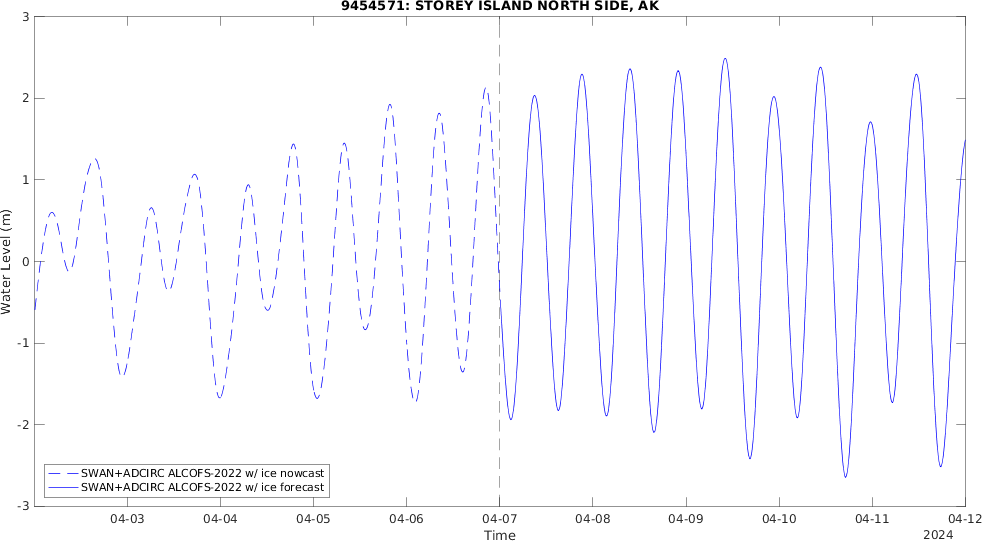 9454571: STOREY ISLAND NORTH SIDE, AK
3
2
1
0
-1
-2
-3
Water Level (m)
SWAN+ADCIRC ALCOFS-2022 w/ ice nowcast
SWAN+ADCIRC ALCOFS-2022 w/ ice forecast
04-03 04-04 04-05 04-06 04-07 04-08 04-09 04-10 04-11 04-12
Time
2024